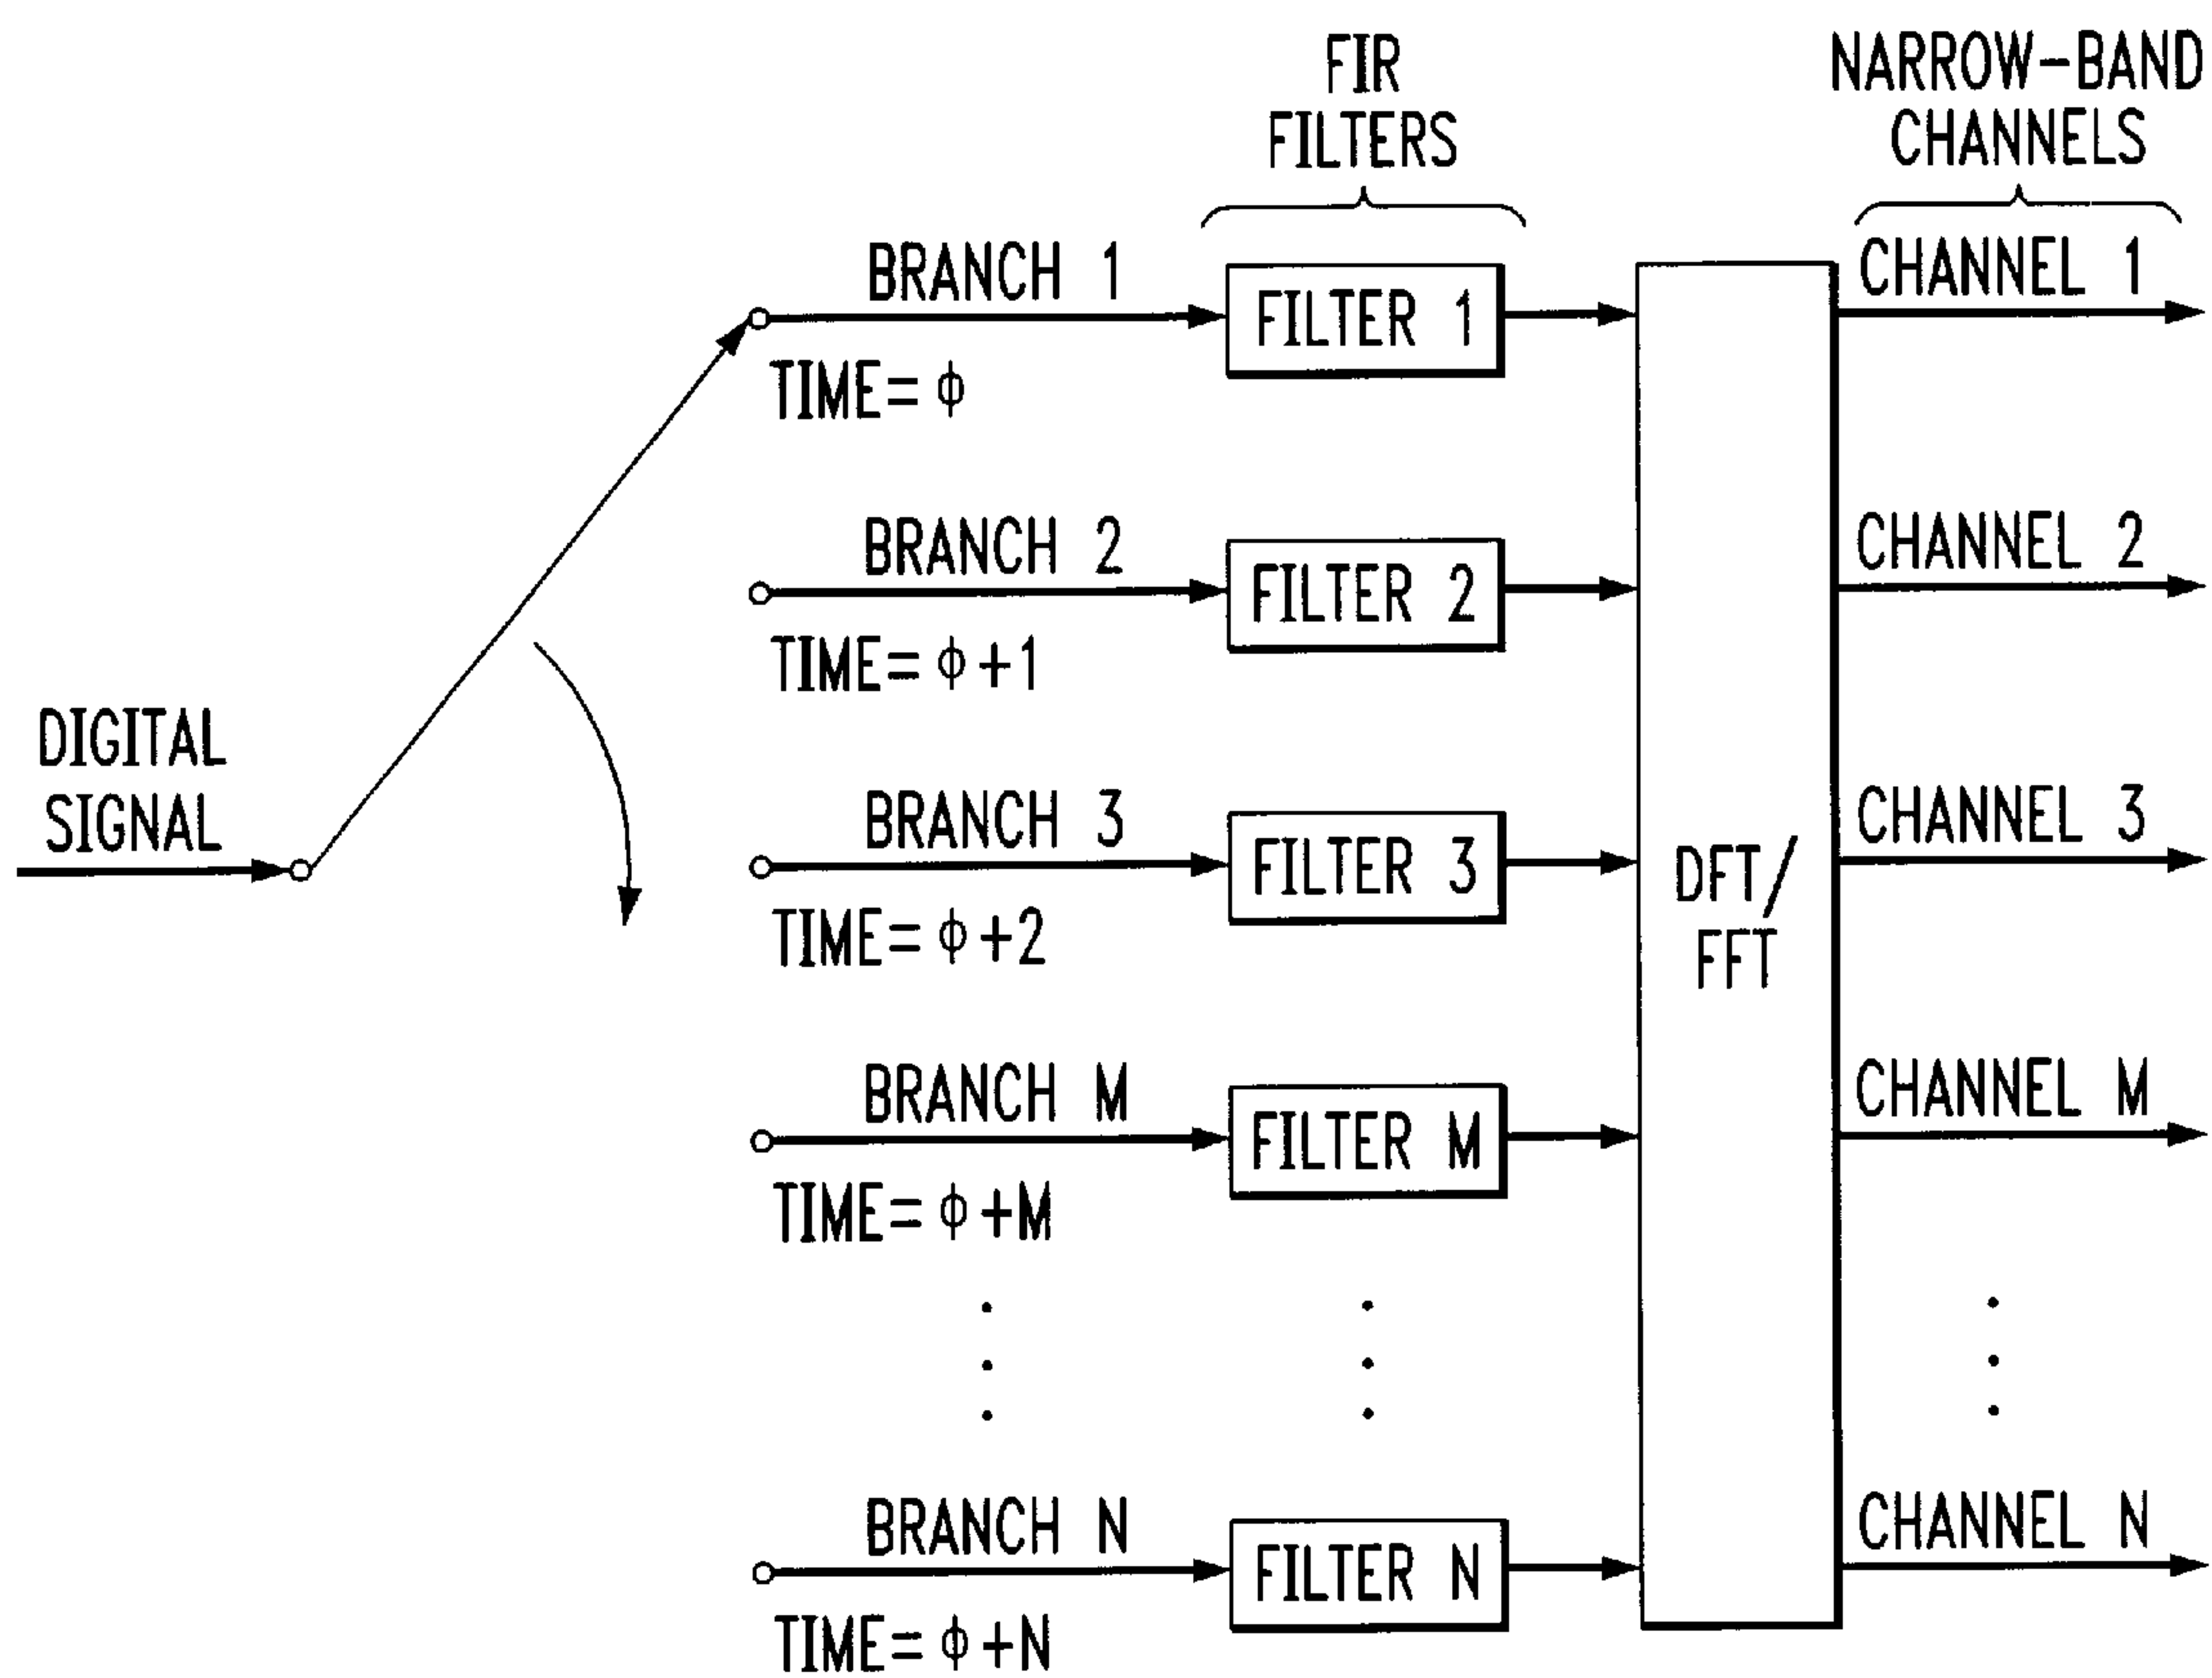 FIR
FILTERS
NARROW-BAND
CHANNELS
BRANCH 1
FILTER 1
CHANNEL 1
TIME= ϕ
BRANCH 2
FILTER 2
CHANNEL 2
TIME= ϕ+1
DIGITAL
SIGNAL
BRANCH 3
FILTER 3
CHANNEL 3
TIME= ϕ+2
DFT/
FFT
BRANCH M
FILTER M
CHANNEL M
TIME= ϕ+M
BRANCH N
FILTER N
CHANNEL N
TIME= ϕ+N